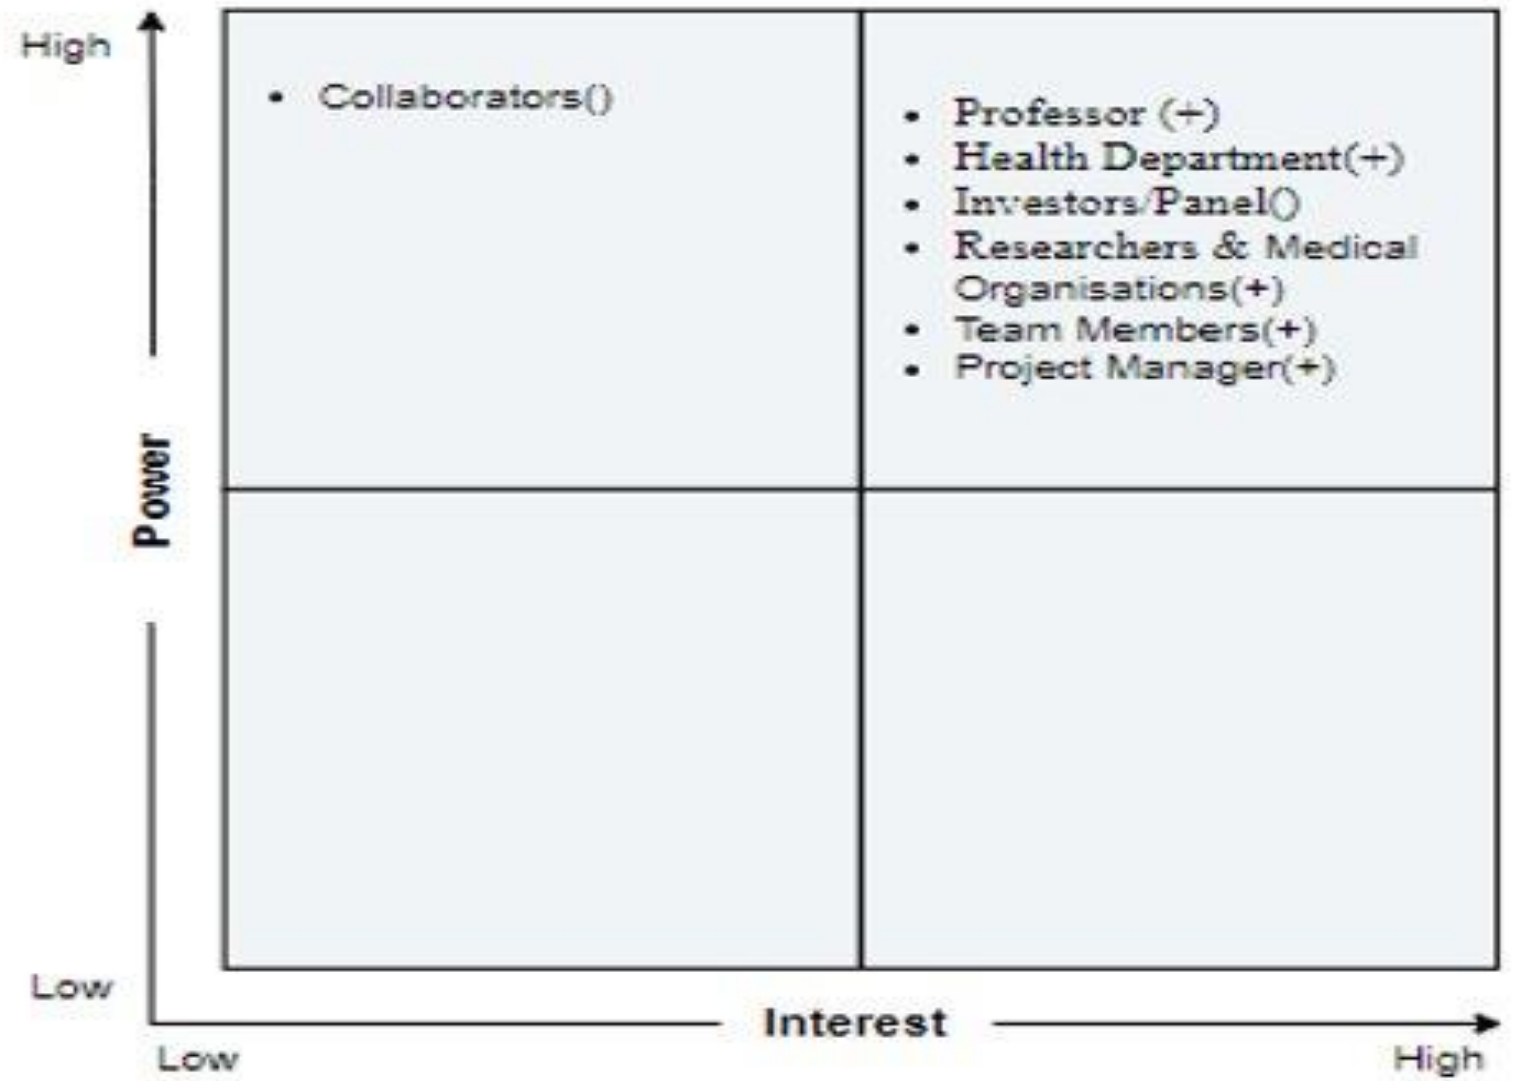 High
• Collaborators()
• Professor (+)
• Health Department(+)
• Investors/Panel()
• Researchers & Medical
Organisations(+)
• Team Members(+)
• Project Manager(+)
Power
Low
Interest
Low
High